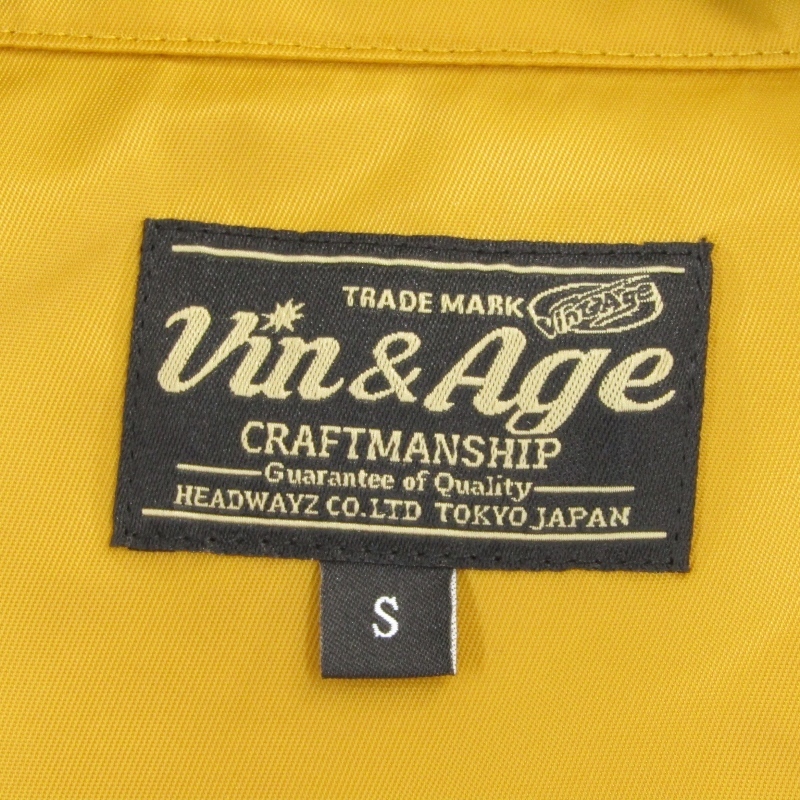 TRADE MARK Vin&Age
Vin&Age
CRAFTMANSHIP
Guarantee of Quality
HEADWAYZ CO.LTD TOKYO JAPAN
S